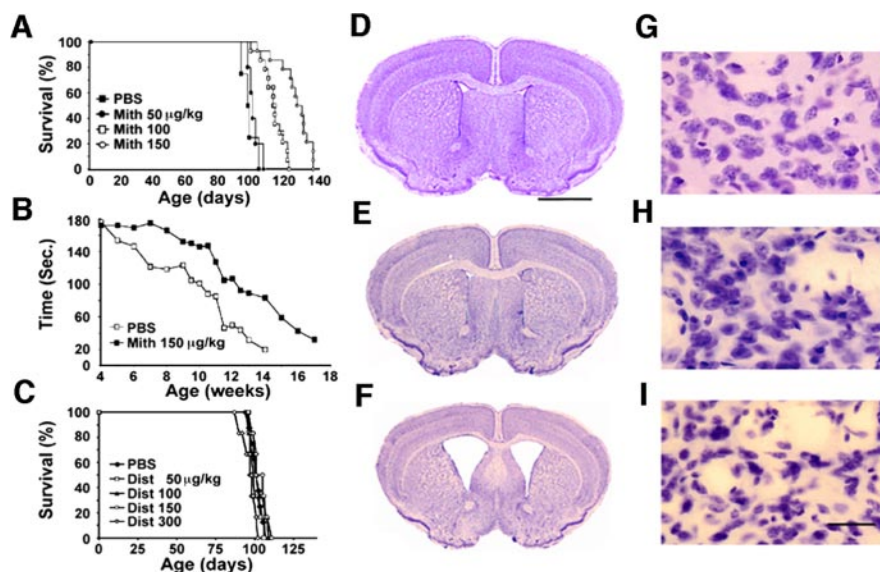 A
Survival (%)
100
80
60
40
20
0
PBS
Mith 50 μg/kg
Mith 100
Mith 150
0 20 40 60 80 100 120 140
Age (days)
B
Time (Sec.)
180
140
100
60
20
PBS
Mith 150 μg/kg
4 6 8 10 12 14 16 18
Age (weeks)
C
Survival (%)
100
80
60
40
20
0
PBS
Dist 50 μg/kg
Dist 100
Dist 150
Dist 300
0 25 50 75 100 125
Age (days)
D
E
F
G
H
I